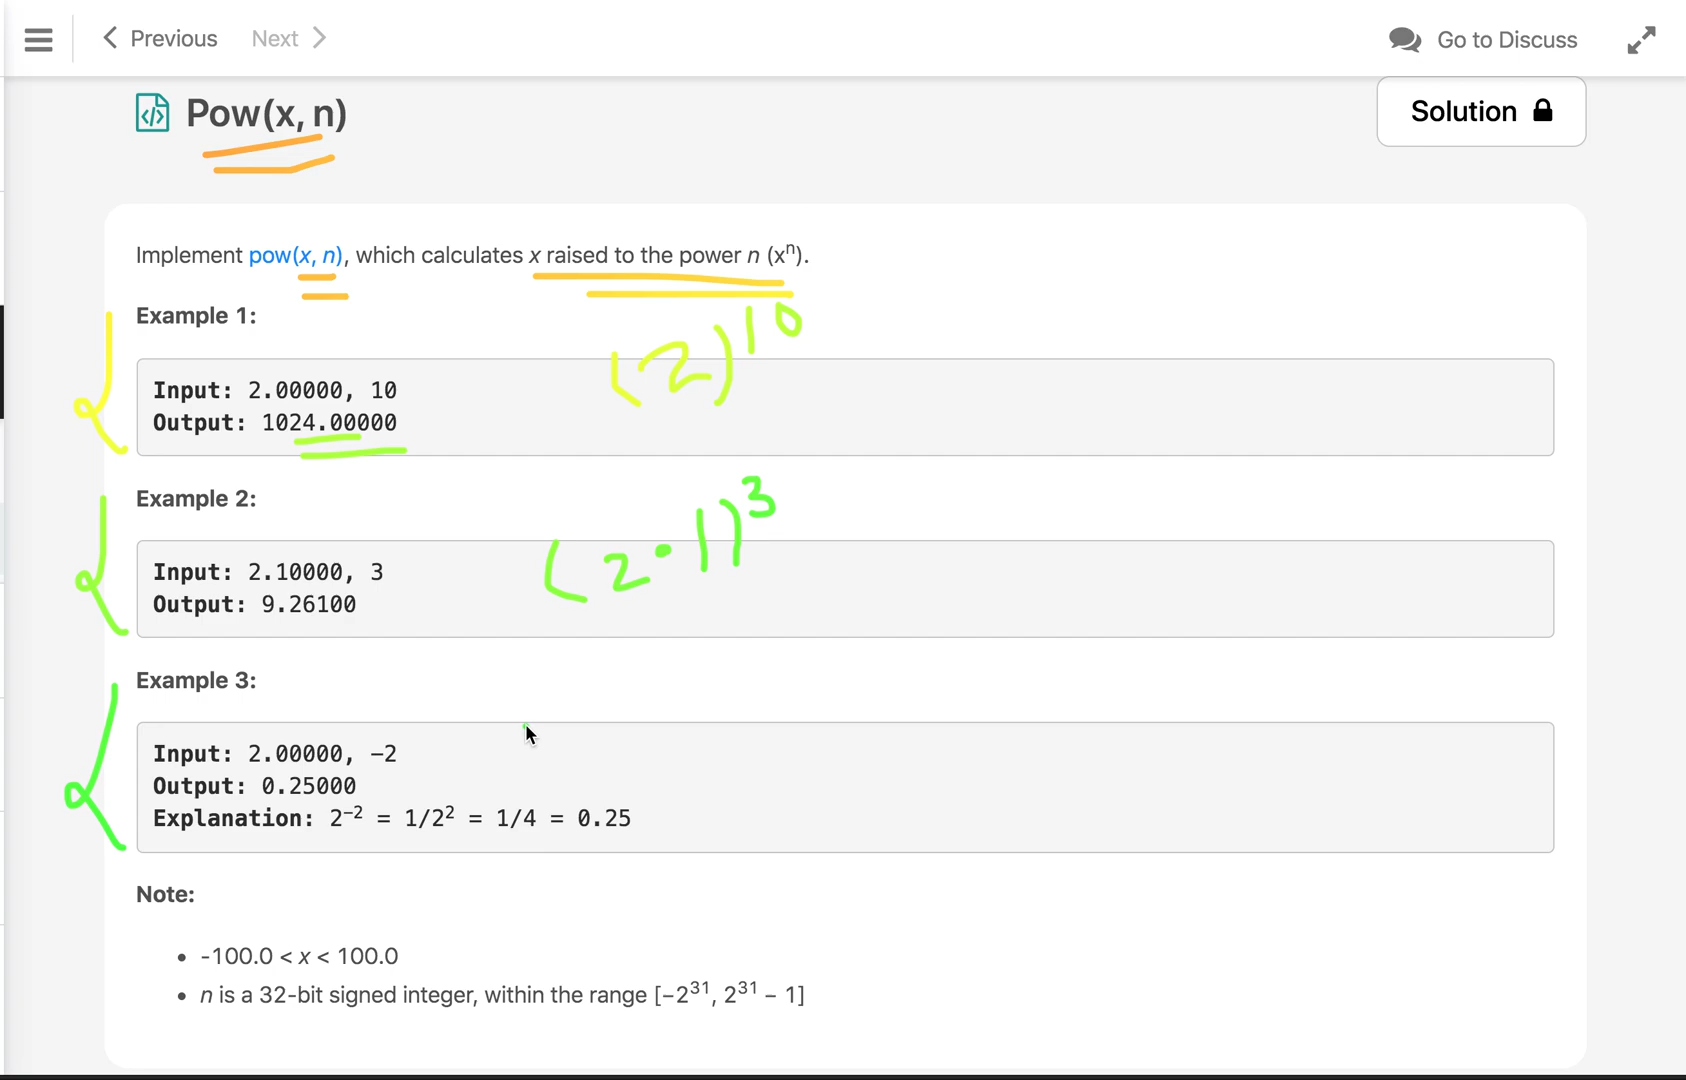 Previous Next Go to Discuss
Pow(x, n)
Solution
Implement pow(x, n), which calculates x raised to the power n (xⁿ).
Example 1:
(2)¹⁰
Input: 2.00000, 10
Output: 1024.00000
Example 2:
(2.1)³
Input: 2.10000, 3
Output: 9.26100
Example 3:
Input: 2.00000, −2
Output: 0.25000
Explanation: 2⁻² = 1/2² = 1/4 = 0.25
Note:
• -100.0 < x < 100.0
• n is a 32-bit signed integer, within the range [−2³¹, 2³¹ − 1]